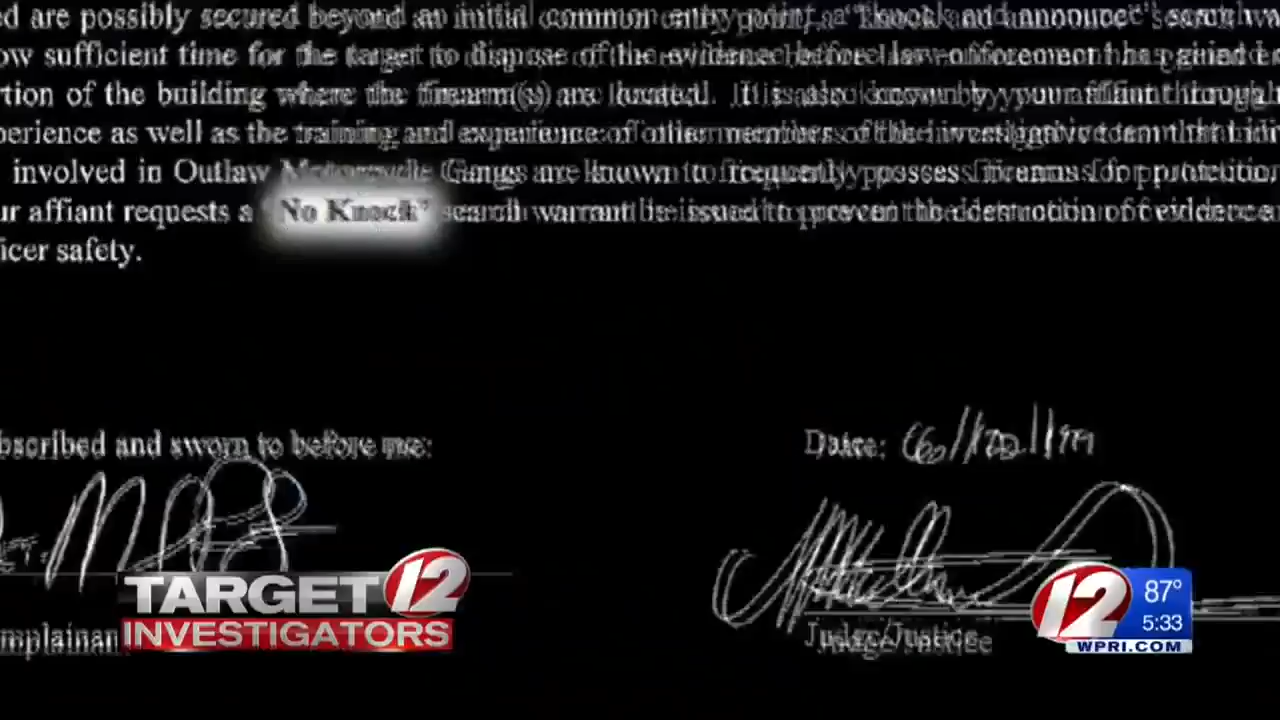 ed are possibly secured beyond an initial common entry point, a "knock and announce" search w
ow sufficient time for the target to dispose of the evidence before law enforcement has gained e
rtion of the building where the firearm(s) are located. It is also known by your affiant through
perience as well as the training and experience of other members of the investigative team that
involved in Outlaw Motorcycle Gangs are known to frequently possess firearms for protection,
ur affiant requests a "No Knock" search warrant be issued to prevent the destruction of evidence
icer safety.
bscribed and sworn to before me:
Date:
TARGET 12
INVESTIGATORS
mplainan
Judge/Justice
12
87°
5:33
WPRI.COM